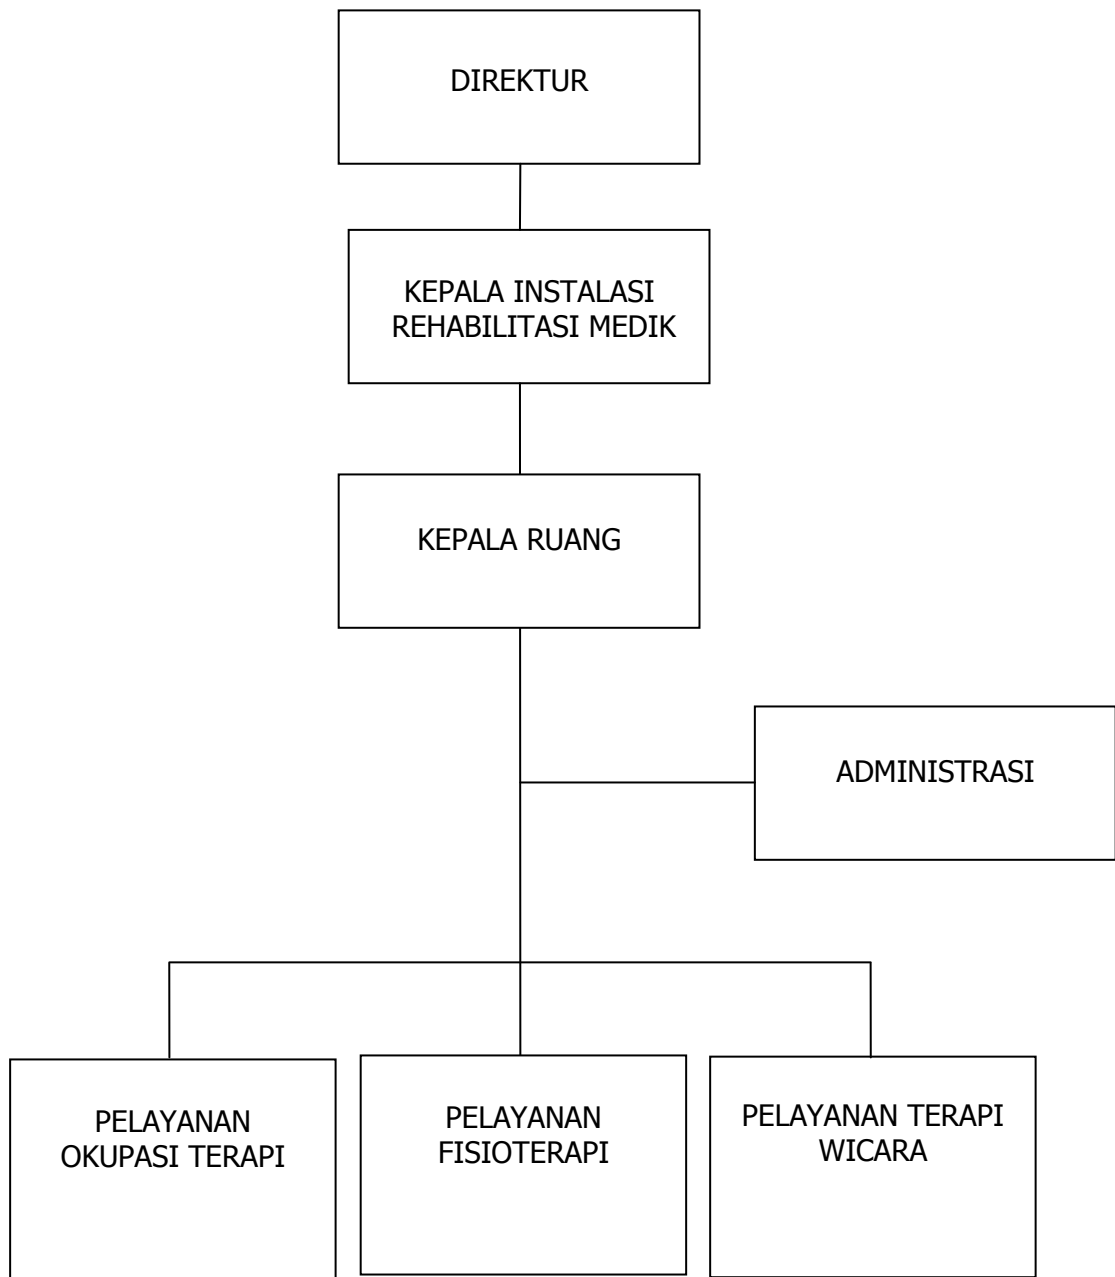 DIREKTUR
KEPALA INSTALASI
REHABILITASI MEDIK
KEPALA RUANG
ADMINISTRASI
PELAYANAN
OKUPASI TERAPI
PELAYANAN
FISIOTERAPI
PELAYANAN TERAPI
WICARA